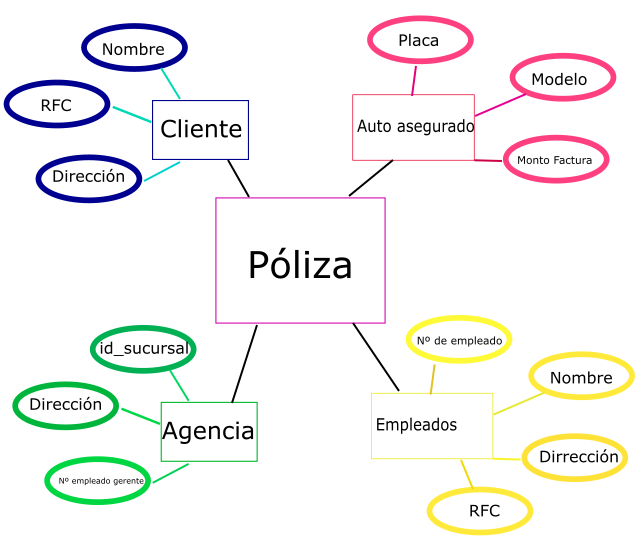 Nombre
RFC
Cliente
Dirección
Placa
Modelo
Auto asegurado
Monto Factura
Póliza
id_sucursal
Dirección
Agencia
Nº empleado gerente
Nº de empleado
Nombre
Empleados
Dirrección
RFC